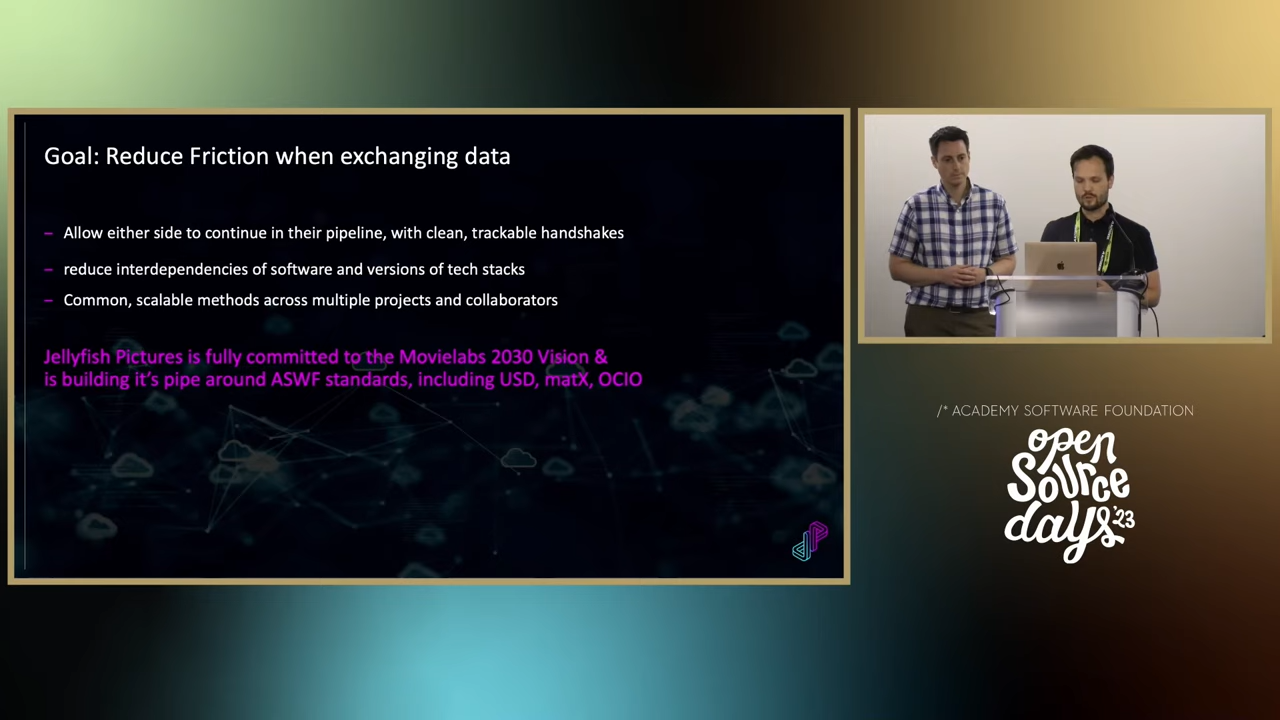 Goal: Reduce Friction when exchanging data
– Allow either side to continue in their pipeline, with clean, trackable handshakes
– reduce interdependencies of software and versions of tech stacks
– Common, scalable methods across multiple projects and collaborators
Jellyfish Pictures is fully committed to the Movielabs 2030 Vision &
is building it’s pipe around ASWF standards, including USD, matX, OCIO
/* ACADEMY SOFTWARE FOUNDATION
open
Source
days '23